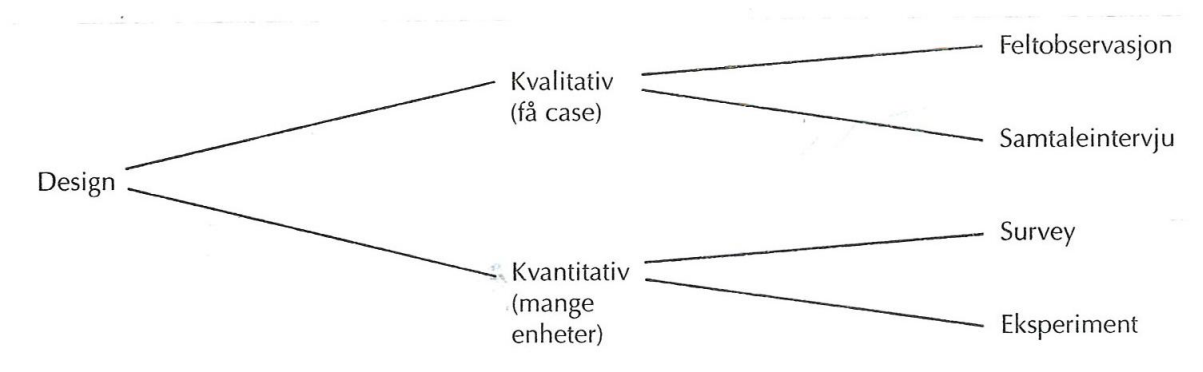 Design
Kvalitativ
(få case)
Feltobservasjon
Samtaleintervju
Kvantitativ
(mange
enheter)
Survey
Eksperiment